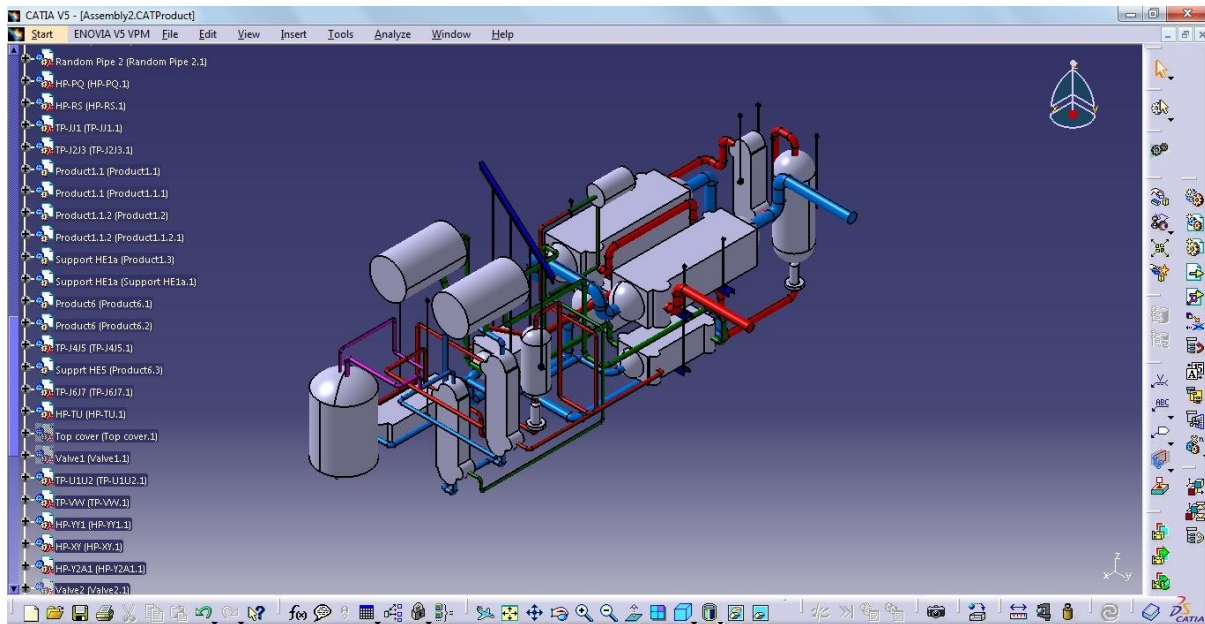 CATIA V5 - [Assembly2.CATProduct]
Start ENOVIA V5 VPM File Edit View Insert Tools Analyze Window Help
Random Pipe 2 (Random Pipe 2.1)
HP-PQ (HP-PQ.1)
HP-RS (HP-RS.1)
TP-JJ1 (TP-JJ1.1)
TP-J2J3 (TP-J2J3.1)
Product1.1 (Product1.1)
Product1.1 (Product1.1.1)
Product1.1.2 (Product1.2)
Product1.1.2 (Product1.1.2.1)
Support HE1a (Product1.3)
Support HE1a (Support HE1a.1)
Product6 (Product6.1)
Product6 (Product6.2)
TP-J4J5 (TP-J4J5.1)
Supprt HE5 (Product6.3)
TP-J6J7 (TP-J6J7.1)
HP-TU (HP-TU.1)
Top cover (Top cover.1)
Valve1 (Valve1.1)
TP-U1U2 (TP-U1U2.1)
TP-VW (TP-VW.1)
HP-YY1 (HP-YY1.1)
HP-XY (HP-XY.1)
HP-Y2A1 (HP-Y2A1.1)
Valve2 (Valve2.1)
z
x y
ABC
f(x)
CATIA